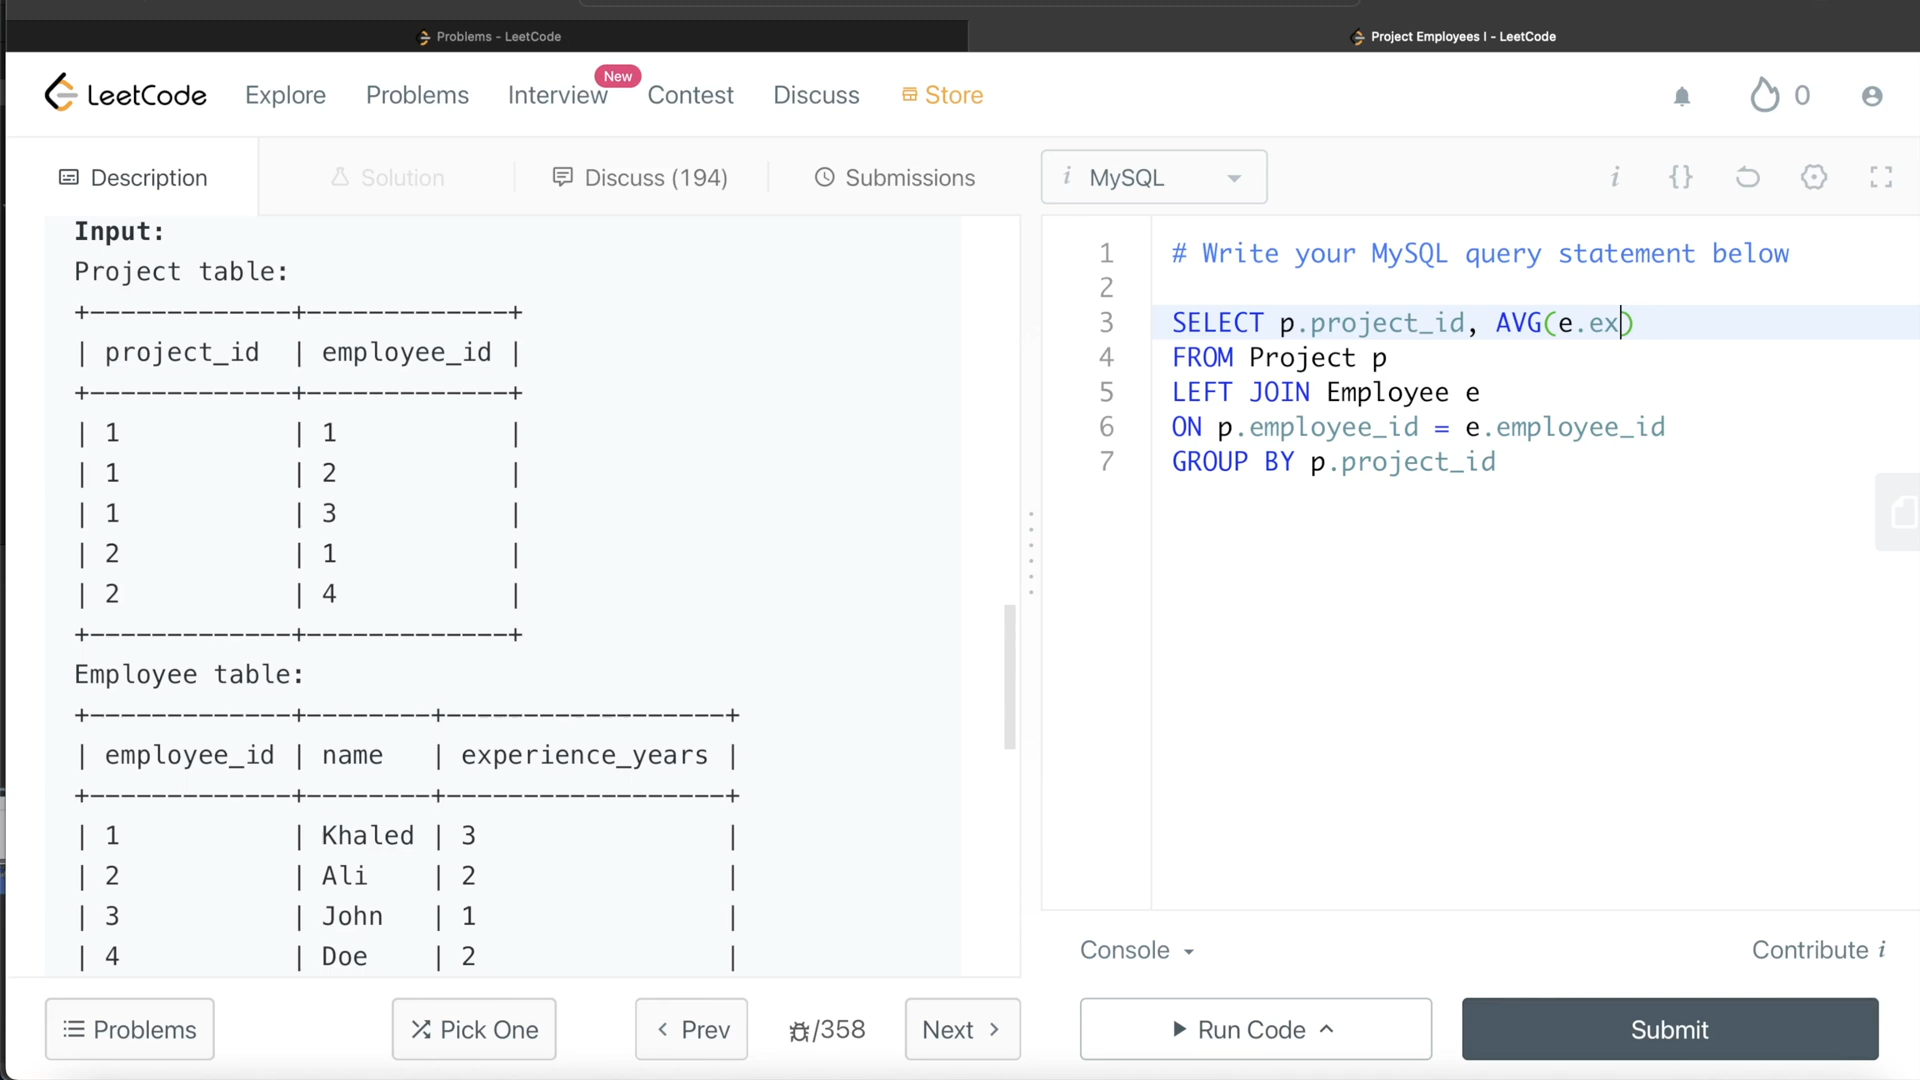 Problems - LeetCode
Project Employees I - LeetCode
LeetCode Explore Problems Interview New Contest Discuss Store 0
Description Solution Discuss (194) Submissions
i MySQL i {}
Input:
Project table:
+-------------+-------------+
| project_id  | employee_id |
+-------------+-------------+
| 1           | 1           |
| 1           | 2           |
| 1           | 3           |
| 2           | 1           |
| 2           | 4           |
+-------------+-------------+
Employee table:
+-------------+--------+------------------+
| employee_id | name   | experience_years |
+-------------+--------+------------------+
| 1           | Khaled | 3                |
| 2           | Ali    | 2                |
| 3           | John   | 1                |
| 4           | Doe    | 2                |
1 # Write your MySQL query statement below
2
3 SELECT p.project_id, AVG(e.ex)
4 FROM Project p
5 LEFT JOIN Employee e
6 ON p.employee_id = e.employee_id
7 GROUP BY p.project_id
Console
Contribute i
Problems
Pick One
Prev
/358
Next
Run Code
Submit